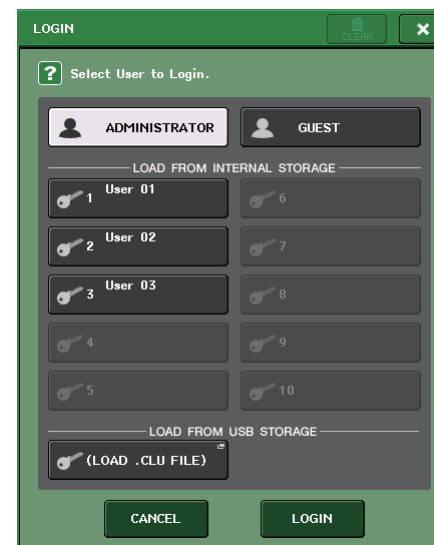 LOGIN
CLEAR
? Select User to Login.
ADMINISTRATOR GUEST
LOAD FROM INTERNAL STORAGE
1 User 01 6
2 User 02 7
3 User 03 8
4 9
5 10
LOAD FROM USB STORAGE
(LOAD .CLU FILE)
CANCEL LOGIN